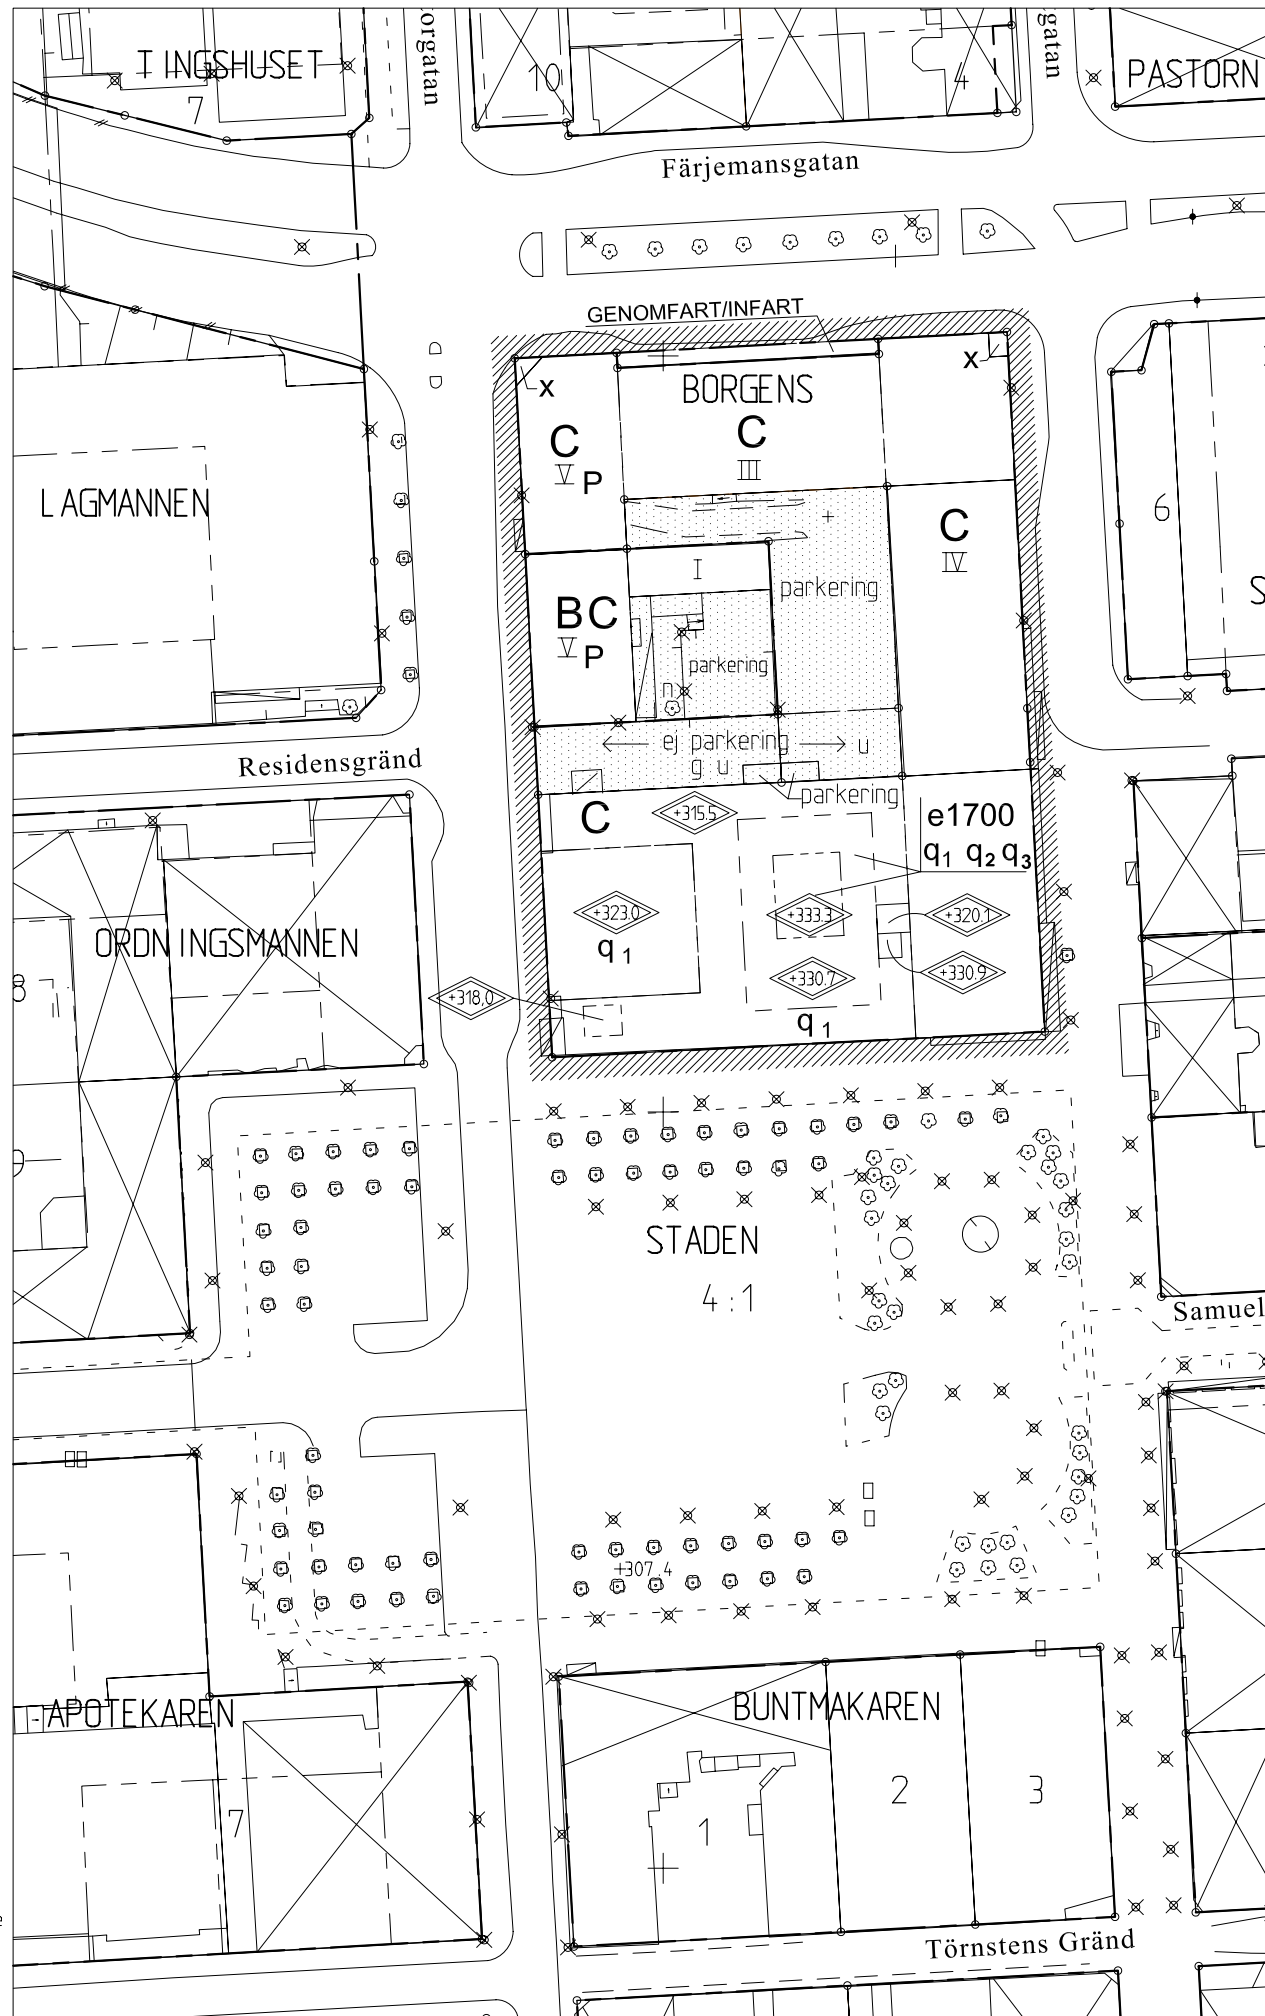 TINGSHUSET
7
orgatan
10
4
gatan
PASTORN
Färjemansgatan
GENOMFART/INFART
x
x
BORGENS
C
III
C
V P
LAGMANNEN
C
IV
6
S
I
parkering
BC
V P
parkering
n
ej parkering
u
g u
parkering
Residensgränd
C
+315.5
e1700
q1 q2 q3
+323.0
q1
+333.3
+320.1
ORDNINGSMANNEN
8
+318,0
+330.7
+330.9
q1
STADEN
4:1
Samuel
+307.4
APOTEKAREN
7
BUNTMAKAREN
1
2
3
Törnstens Gränd